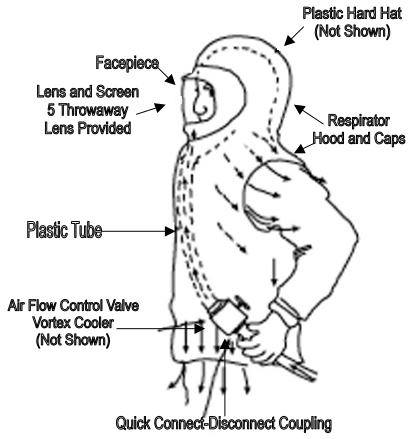 Plastic Hard Hat
(Not Shown)
Facepiece
Lens and Screen
5 Throwaway
Lens Provided
Respirator
Hood and Caps
Plastic Tube
Air Flow Control Valve
Vortex Cooler
(Not Shown)
Quick Connect-Disconnect Coupling